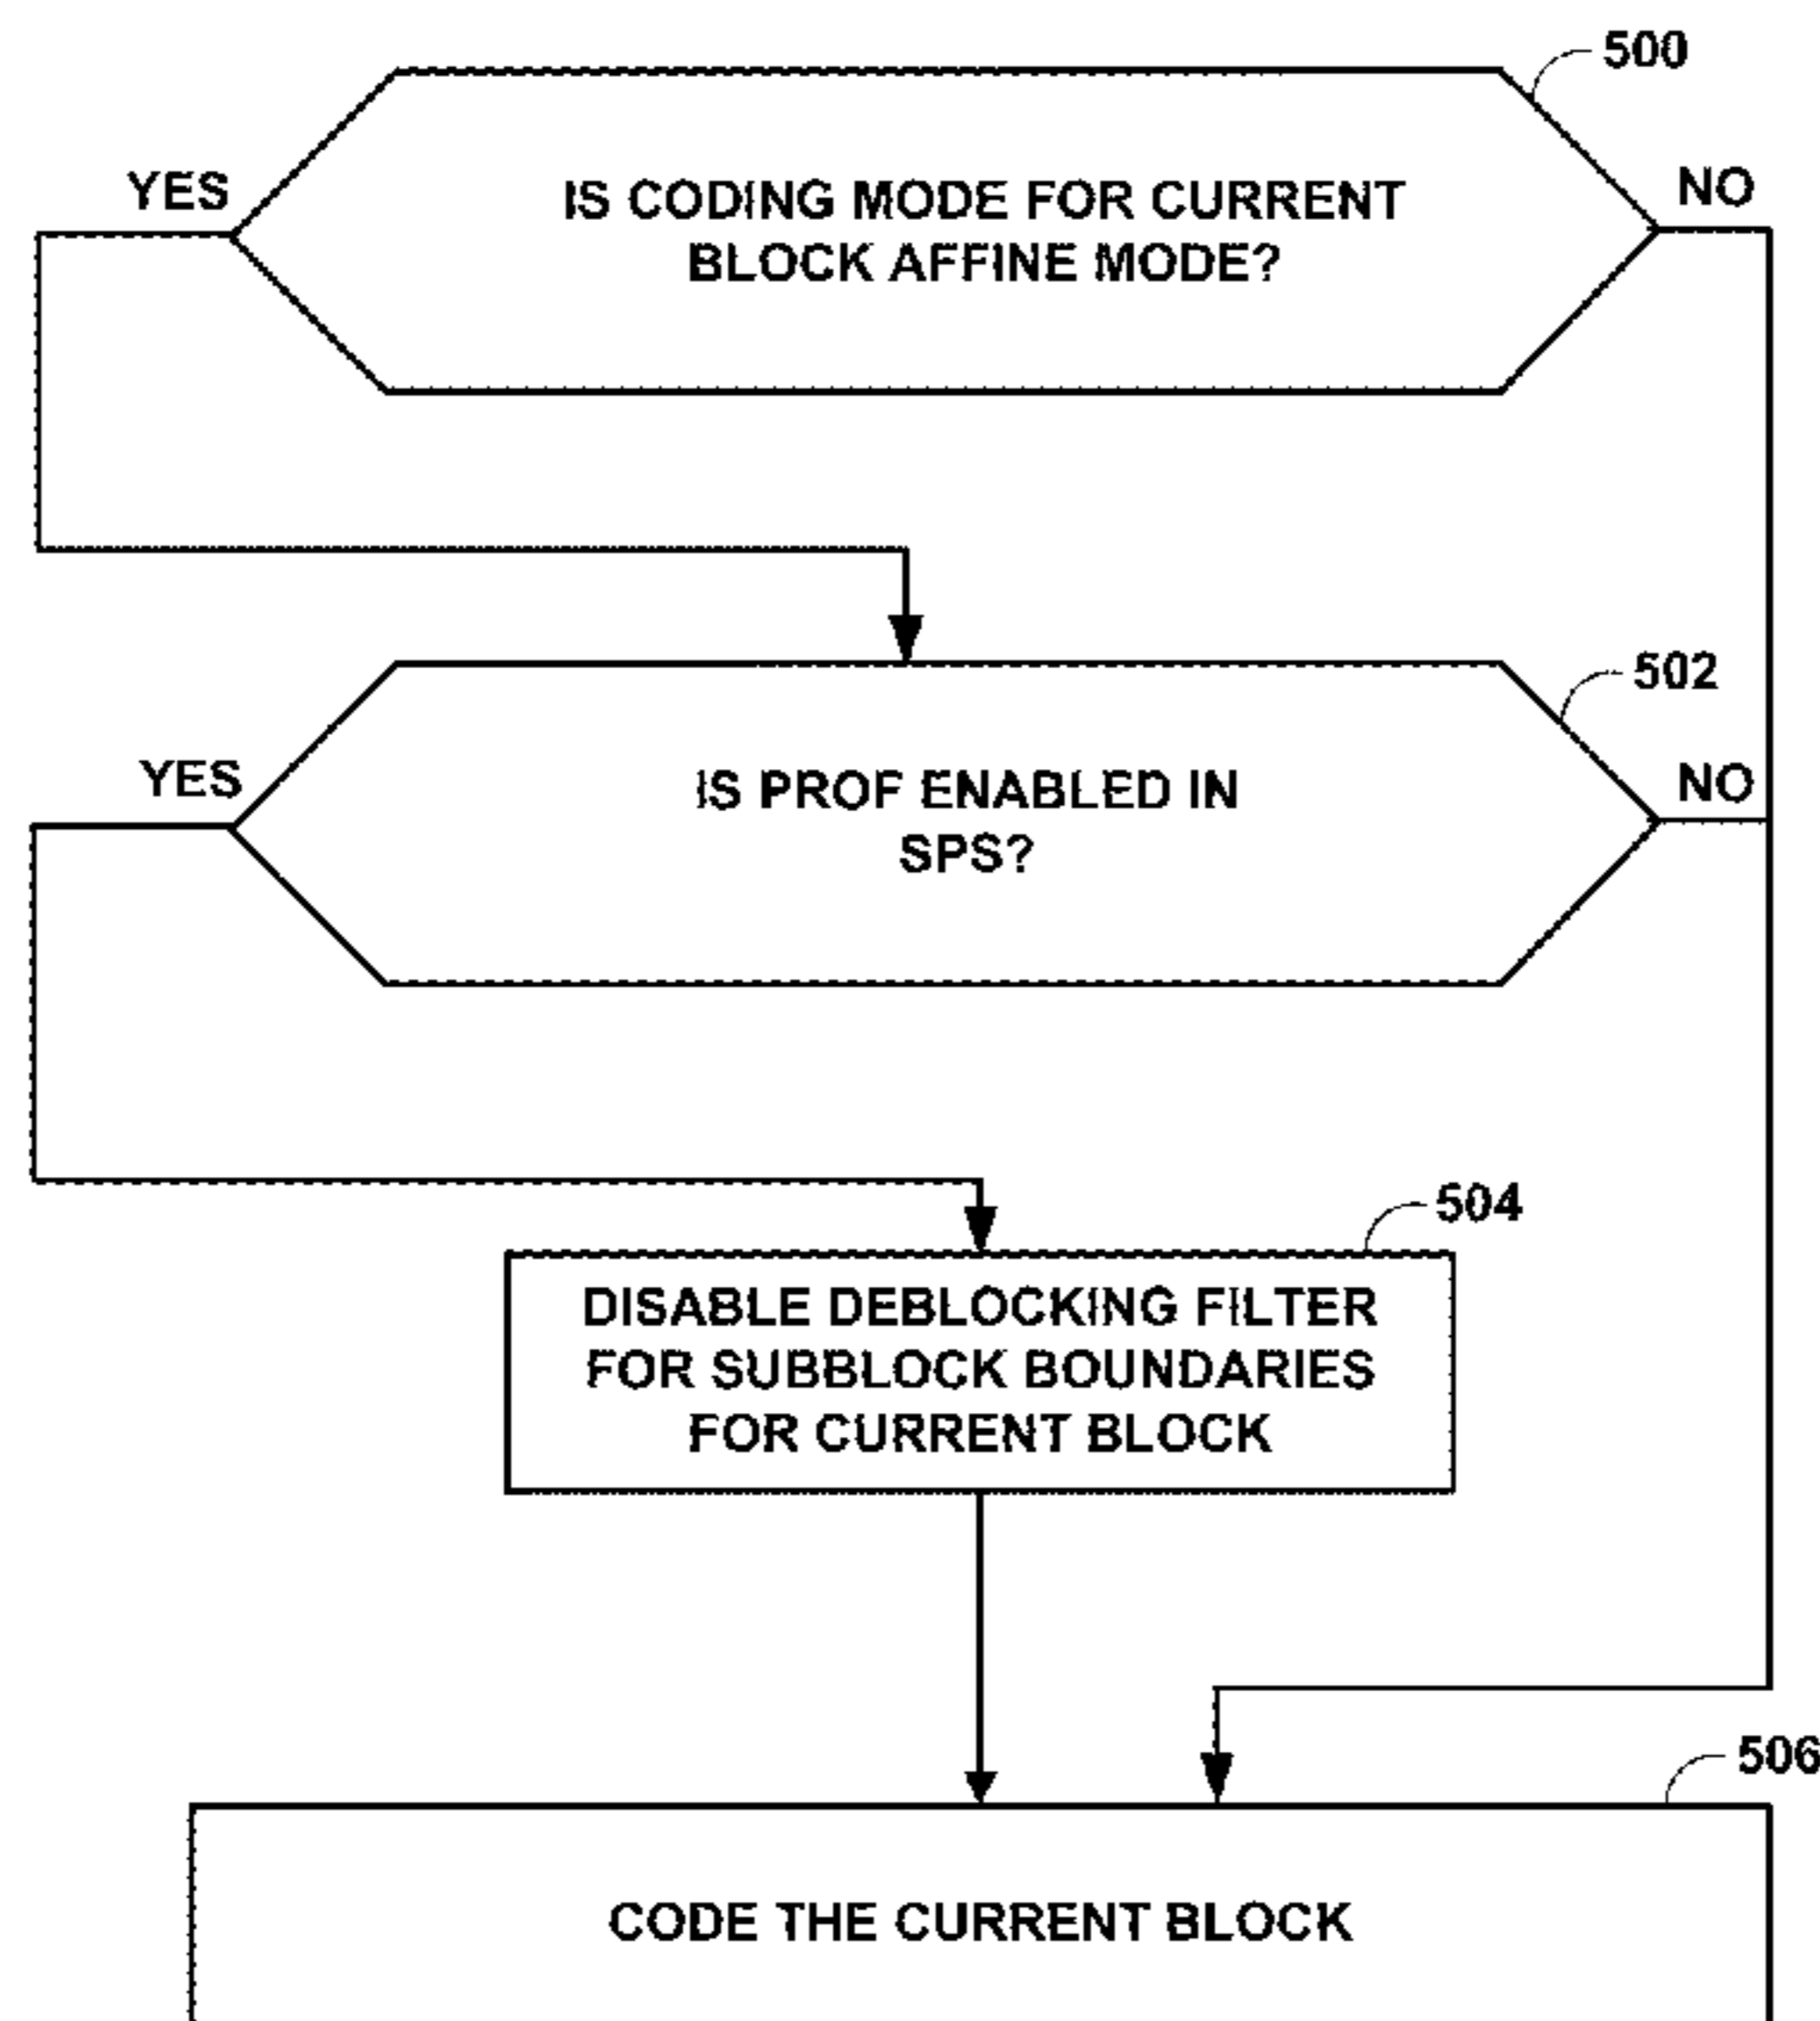 500
YES
NO
IS CODING MODE FOR CURRENT
BLOCK AFFINE MODE?
502
YES
NO
IS PROF ENABLED IN
SPS?
504
DISABLE DEBLOCKING FILTER
FOR SUBBLOCK BOUNDARIES
FOR CURRENT BLOCK
506
CODE THE CURRENT BLOCK